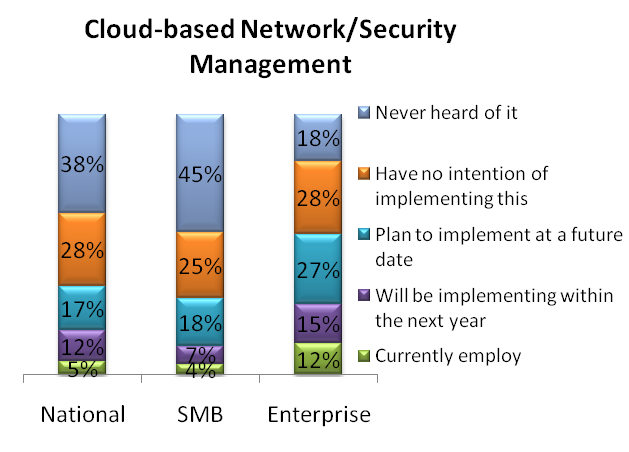 Cloud-based Network/Security
Management
38%
28%
17%
12%
5%
45%
25%
18%
7%
4%
18%
28%
27%
15%
12%
Never heard of it
Have no intention of
implementing this
Plan to implement at a future
date
Will be implementing within
the next year
Currently employ
National SMB Enterprise